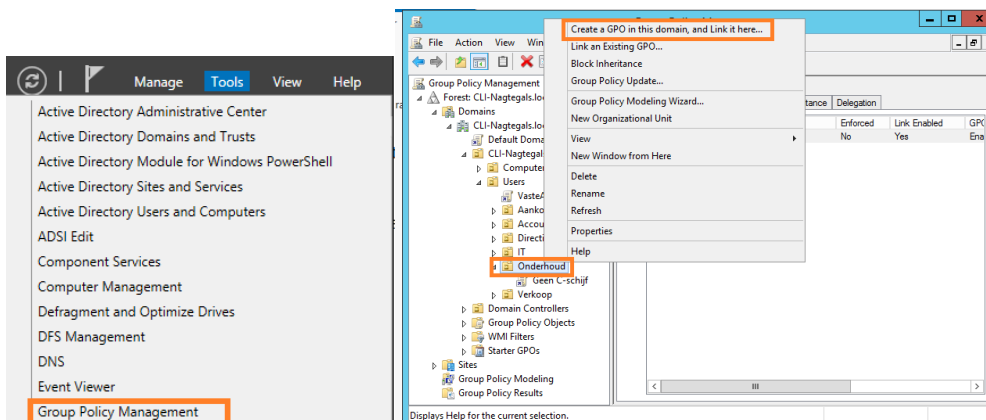 Manage Tools View Help
Active Directory Administrative Center
Active Directory Domains and Trusts
Active Directory Module for Windows PowerShell
Active Directory Sites and Services
Active Directory Users and Computers
ADSI Edit
Component Services
Computer Management
Defragment and Optimize Drives
DFS Management
DNS
Event Viewer
Group Policy Management
File Action View Win
Group Policy Management
Forest: CLI-Nagtegals.lo
Domains
CLI-Nagtegals.lo
Default Doma
CLI-Nagtegal
Compute
Users
VasteA
Aanko
Accou
Directi
IT
Onderhoud
Geen C-schijf
Verkoop
Domain Controllers
Group Policy Objects
WMI Filters
Starter GPOs
Sites
Group Policy Modeling
Group Policy Results
Create a GPO in this domain, and Link it here...
Link an Existing GPO...
Block Inheritance
Group Policy Update...
Group Policy Modeling Wizard...
New Organizational Unit
View
New Window from Here
Delete
Rename
Refresh
Properties
Help
tance Delegation
Enforced Link Enabled GPO
No Yes Ena
Displays Help for the current selection.